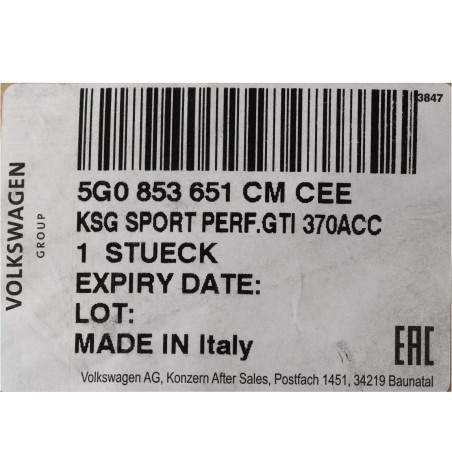 3847
5G0 853 651 CM CEE
KSG SPORT PERF.GTI 370ACC
1 STUECK
EXPIRY DATE:
LOT:
MADE IN Italy
Volkswagen AG, Konzern After Sales, Postfach 1451, 34219 Baunatal
VOLKSWAGEN
GROUP
EAC